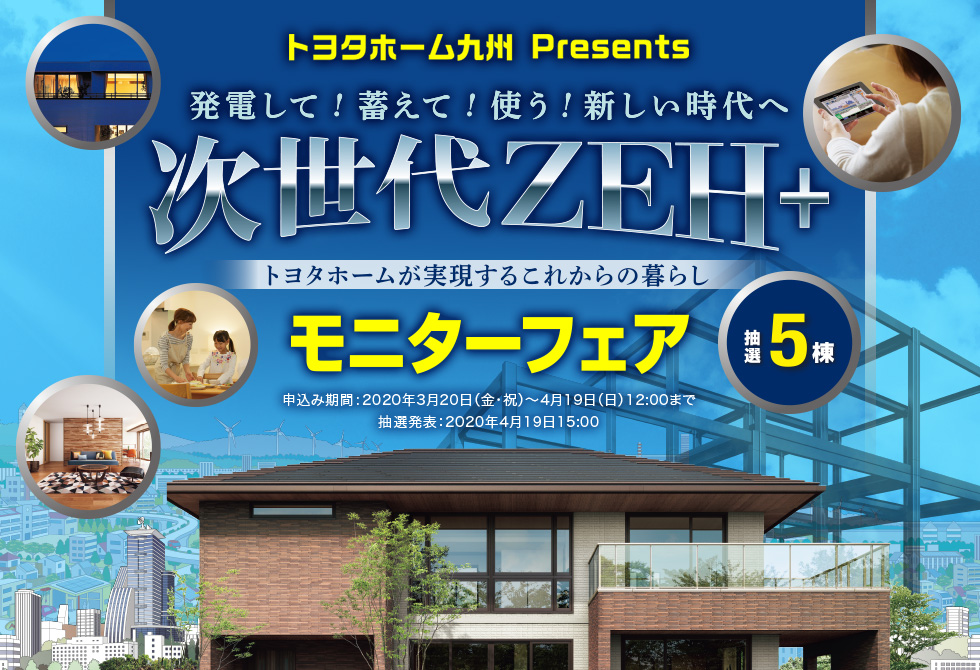 トヨタホーム九州 Presents
発電して！蓄えて！使う！新しい時代へ
次世代ZEH+
トヨタホームが実現するこれからの暮らし
モニターフェア
抽選5棟
申込み期間：2020年3月20日（金・祝）～4月19日（日）12:00まで
抽選発表：2020年4月19日15:00